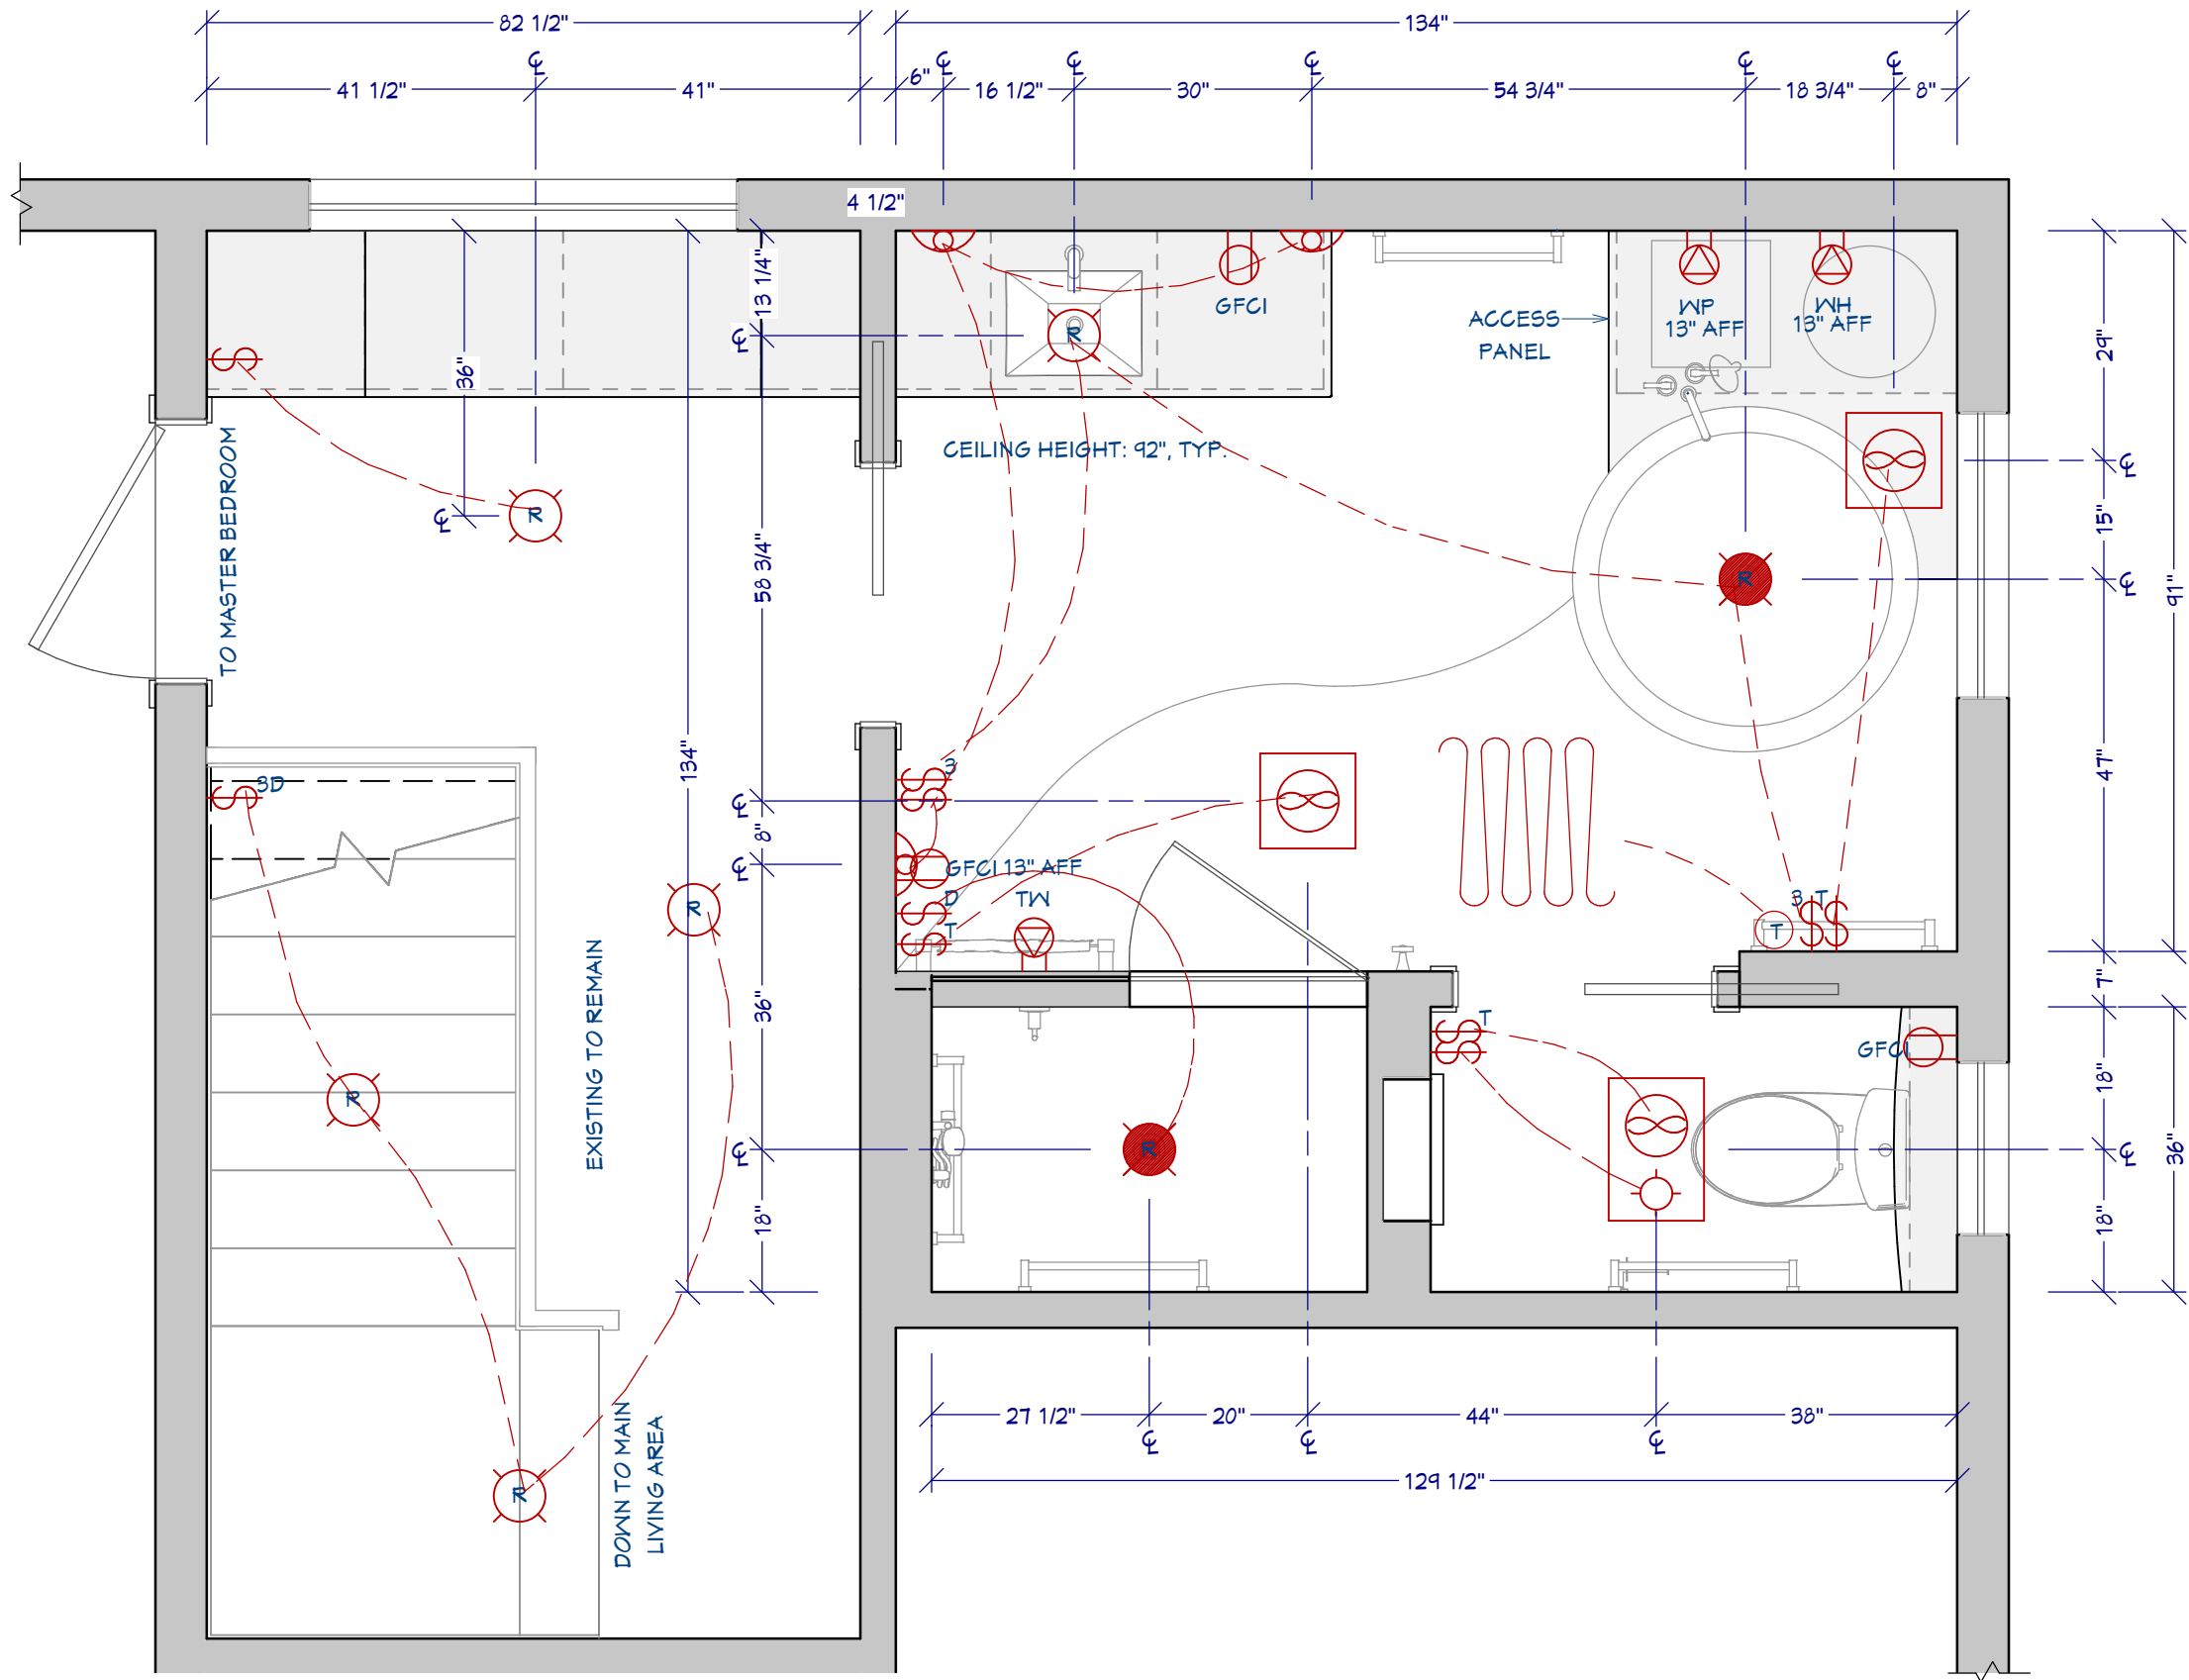 82 1/2"
134"
41 1/2"
℄
41"
6"
℄
16 1/2"
℄
30"
℄
54 3/4"
℄
18 3/4"
℄
8"
4 1/2"
36"
℄
13 1/4"
℄
58 3/4"
℄
8"
℄
36"
℄
18"
134"
R
TO MASTER BEDROOM
3D
R
R
R
EXISTING TO REMAIN
DOWN TO MAIN
LIVING AREA
R
GFCI
ACCESS
PANEL
WP
13" AFF
WH
13" AFF
CEILING HEIGHT: 92", TYP.
R
3
GFCI 13" AFF
D
TW
T
3
T
T
T
GFCI
R
29"
℄
15"
℄
47"
91"
7"
18"
℄
18"
36"
27 1/2"
℄
20"
℄
44"
℄
38"
129 1/2"